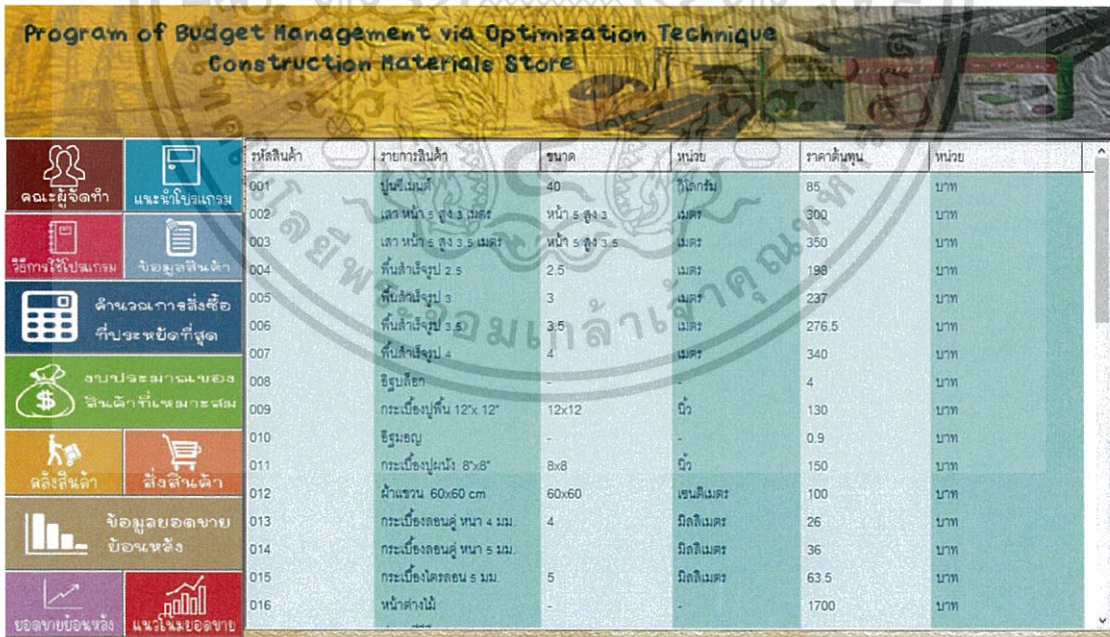 Program of Budget Management via Optimization Technique
Construction Materials Store
คณะผู้จัดทำ
แนะนำโปรแกรม
วิธีการใช้โปรแกรม
ข้อมูลสินค้า
คำนวณการสั่งซื้อ
ที่ประหยัดที่สุด
งบประมาณของ
สินค้าที่เหมาะสม
คลังสินค้า
สั่งสินค้า
ข้อมูลยอดขาย
ย้อนหลัง
ยอดขายย้อนหลัง
แนวโน้มยอดขาย
รหัสสินค้า รายการสินค้า ขนาด หน่วย ราคาต้นทุน หน่วย
001 ปูนซีเมนต์ 40 กิโลกรัม 85 บาท
002 เสา หน้า 5 สูง 3 เมตร หน้า 5 สูง 3 เมตร 300 บาท
003 เสา หน้า 5 สูง 3.5 เมตร หน้า 5 สูง 3.5 เมตร 350 บาท
004 พื้นสำเร็จรูป 2.5 2.5 เมตร 198 บาท
005 พื้นสำเร็จรูป 3 3 เมตร 237 บาท
006 พื้นสำเร็จรูป 3.5 3.5 เมตร 276.5 บาท
007 พื้นสำเร็จรูป 4 4 เมตร 340 บาท
008 อิฐบล็อก - - 4 บาท
009 กระเบื้องปูพื้น 12"x 12" 12x12 นิ้ว 130 บาท
010 อิฐมอญ - - 0.9 บาท
011 กระเบื้องปูผนัง 8"x8" 8x8 นิ้ว 150 บาท
012 ฝ้าแขวน 60x60 cm 60x60 เซนติเมตร 100 บาท
013 กระเบื้องลอนคู่ หนา 4 มม. 4 มิลลิเมตร 26 บาท
014 กระเบื้องลอนคู่ หนา 5 มม. มิลลิเมตร 36 บาท
015 กระเบื้องไตรลอน 5 มม. 5 มิลลิเมตร 63.5 บาท
016 หน้าต่างไม้ - - 1700 บาท
พระจอมเกล้าเจ้าคุณทหาร